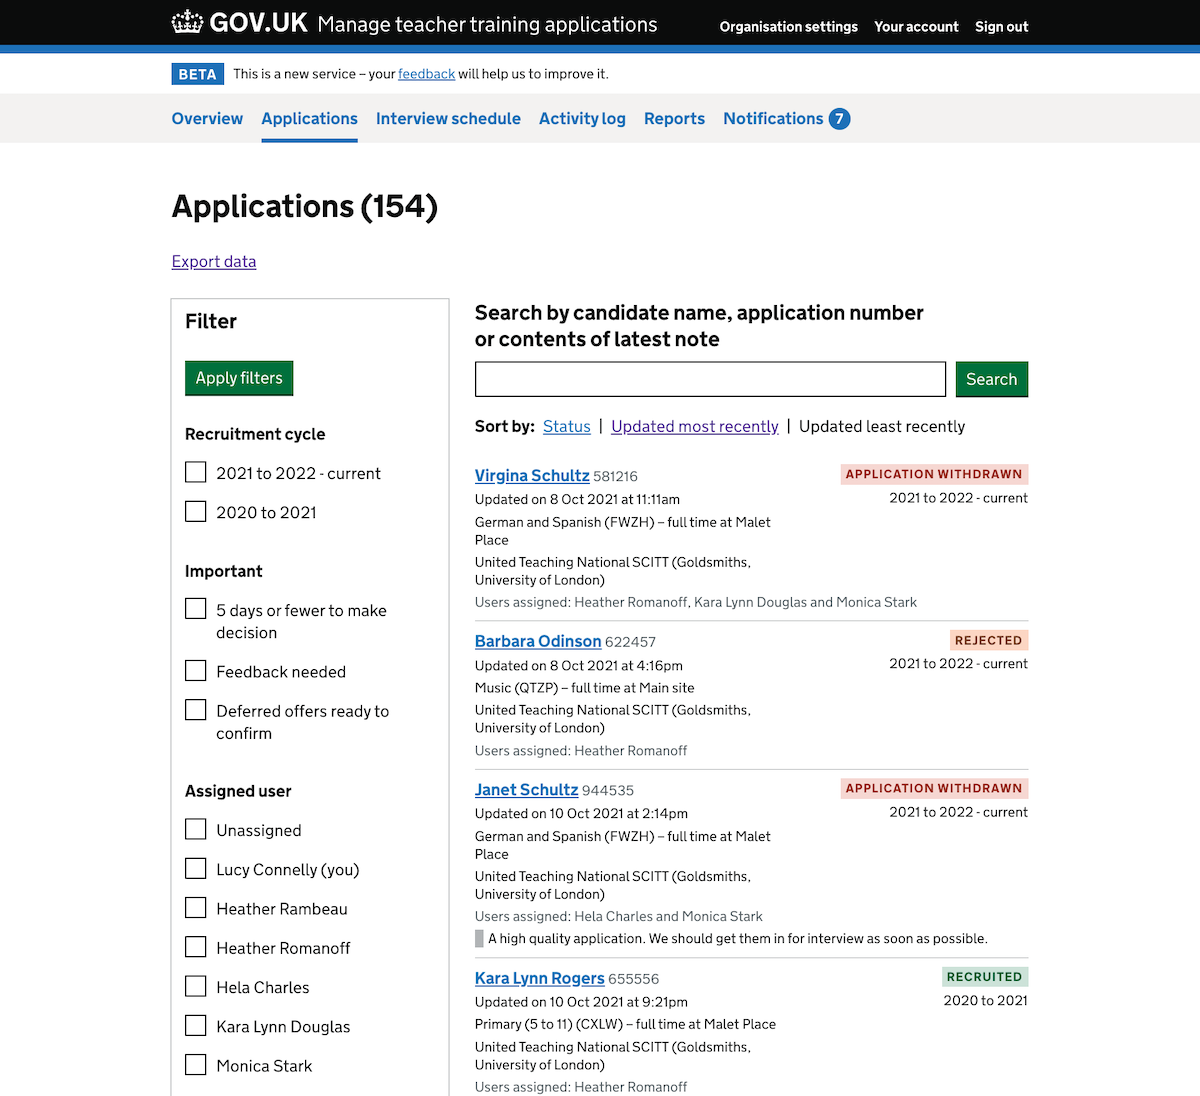 GOV.UK Manage teacher training applications
Organisation settings Your account Sign out
BETA This is a new service – your feedback will help us to improve it.
Overview Applications Interview schedule Activity log Reports Notifications 7
Applications (154)
Export data
Filter
Apply filters
Recruitment cycle
2021 to 2022 - current
2020 to 2021
Important
5 days or fewer to make
decision
Feedback needed
Deferred offers ready to
confirm
Assigned user
Unassigned
Lucy Connelly (you)
Heather Rambeau
Heather Romanoff
Hela Charles
Kara Lynn Douglas
Monica Stark
Search by candidate name, application number
or contents of latest note
Search
Sort by: Status | Updated most recently | Updated least recently
Virgina Schultz 581216
APPLICATION WITHDRAWN
Updated on 8 Oct 2021 at 11:11am
2021 to 2022 - current
German and Spanish (FWZH) – full time at Malet
Place
United Teaching National SCITT (Goldsmiths,
University of London)
Users assigned: Heather Romanoff, Kara Lynn Douglas and Monica Stark
Barbara Odinson 622457
REJECTED
Updated on 8 Oct 2021 at 4:16pm
2021 to 2022 - current
Music (QTZP) – full time at Main site
United Teaching National SCITT (Goldsmiths,
University of London)
Users assigned: Heather Romanoff
Janet Schultz 944535
APPLICATION WITHDRAWN
Updated on 10 Oct 2021 at 2:14pm
2021 to 2022 - current
German and Spanish (FWZH) – full time at Malet
Place
United Teaching National SCITT (Goldsmiths,
University of London)
Users assigned: Hela Charles and Monica Stark
A high quality application. We should get them in for interview as soon as possible.
Kara Lynn Rogers 655556
RECRUITED
Updated on 10 Oct 2021 at 9:21pm
2020 to 2021
Primary (5 to 11) (CXLW) – full time at Malet Place
United Teaching National SCITT (Goldsmiths,
University of London)
Users assigned: Heather Romanoff